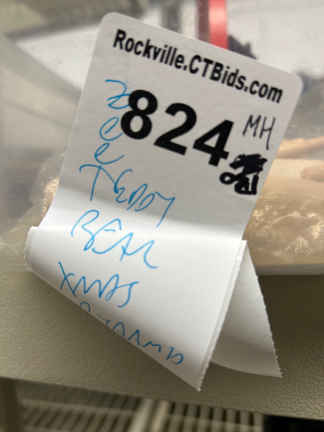 Rockville.CTBids.com
824 MH
TEDDY
BEAR
XMAS